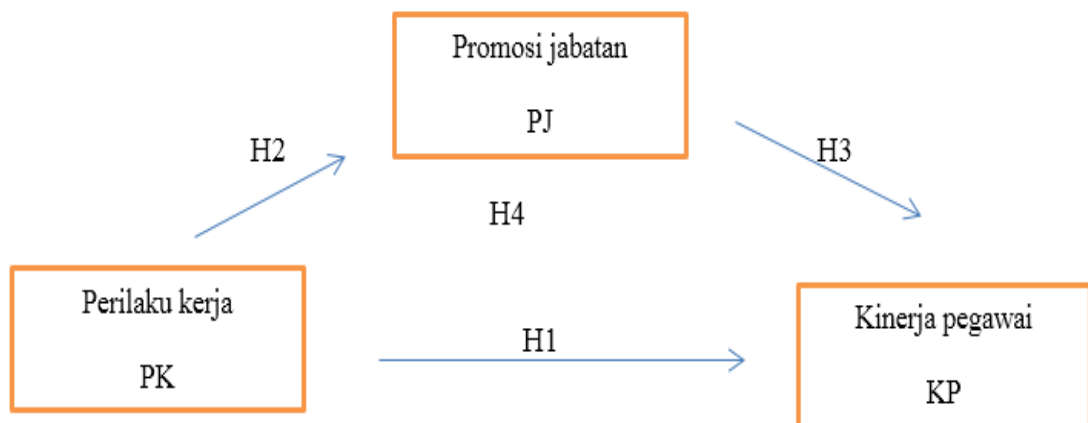 Promosi jabatan
PJ
H2
H3
H4
Perilaku kerja
PK
H1
Kinerja pegawai
KP